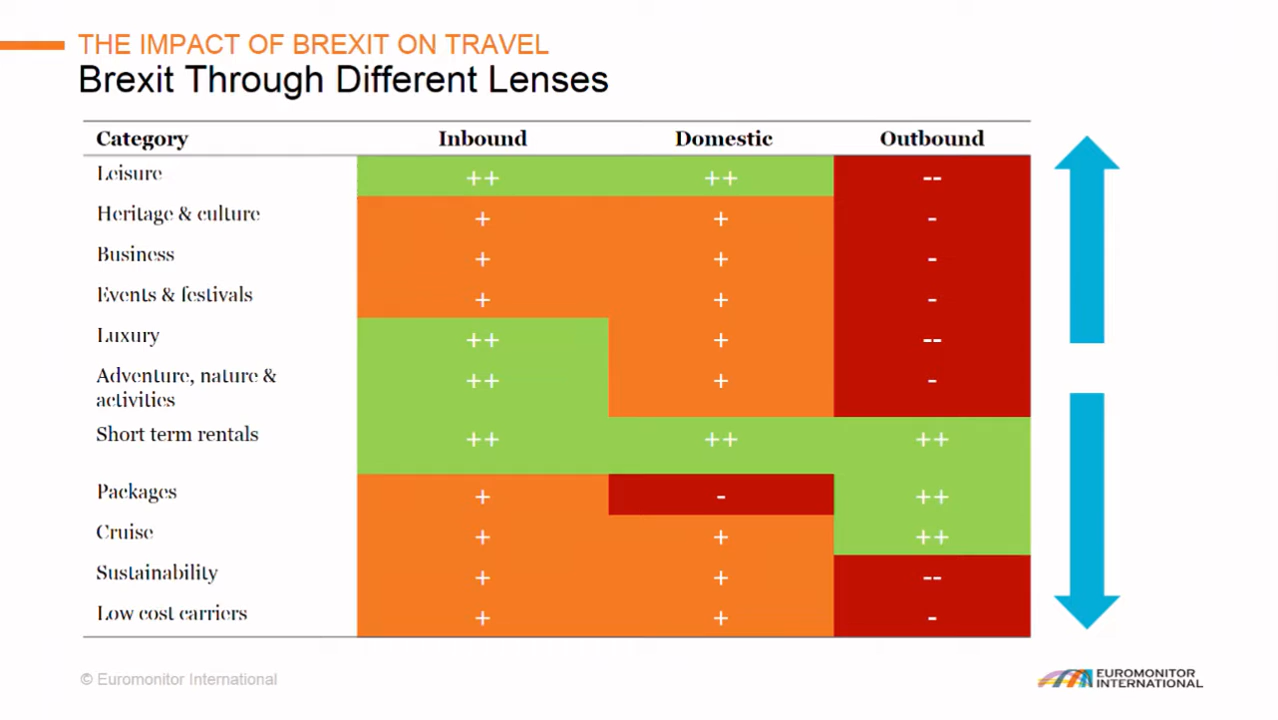 THE IMPACT OF BREXIT ON TRAVEL
Brexit Through Different Lenses
Category Inbound Domestic Outbound
Leisure ++ ++ --
Heritage & culture + + -
Business + + -
Events & festivals + + -
Luxury ++ + --
Adventure, nature & ++ + -
activities
Short term rentals ++ ++ ++
Packages + - ++
Cruise + + ++
Sustainability + + --
Low cost carriers + + -
© Euromonitor International
EUROMONITOR
INTERNATIONAL